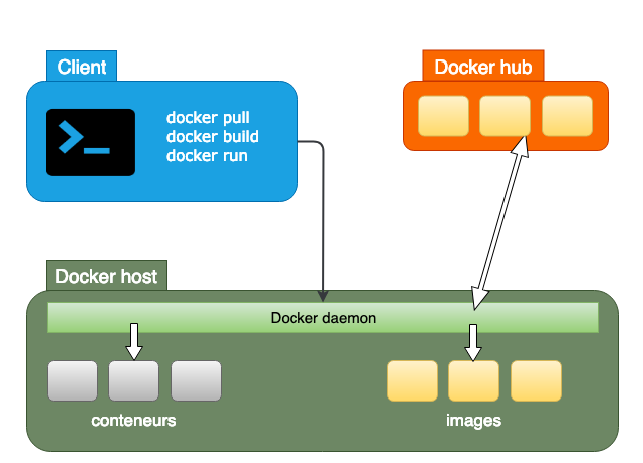 Client
docker pull
docker build
docker run
Docker hub
Docker host
Docker daemon
conteneurs
images